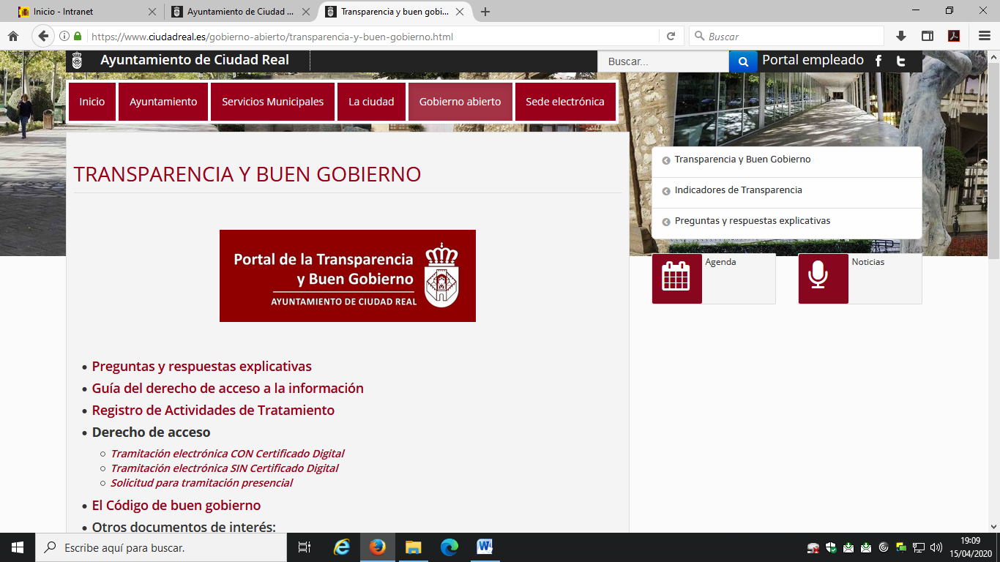 Inicio - Intranet
Ayuntamiento de Ciudad ...
Transparencia y buen gobi...
https://www.ciudadreal.es/gobierno-abierto/transparencia-y-buen-gobierno.html
Buscar
Ayuntamiento de Ciudad Real
Buscar...
Portal empleado
Inicio
Ayuntamiento
Servicios Municipales
La ciudad
Gobierno abierto
Sede electrónica
TRANSPARENCIA Y BUEN GOBIERNO
Portal de la Transparencia
y Buen Gobierno
AYUNTAMIENTO DE CIUDAD REAL
Preguntas y respuestas explicativas
Guía del derecho de acceso a la información
Registro de Actividades de Tratamiento
Derecho de acceso
Tramitación electrónica CON Certificado Digital
Tramitación electrónica SIN Certificado Digital
Solicitud para tramitación presencial
El Código de buen gobierno
Otros documentos de interés:
Transparencia y Buen Gobierno
Indicadores de Transparencia
Preguntas y respuestas explicativas
Agenda
Noticias
Escribe aquí para buscar.
19:09
15/04/2020